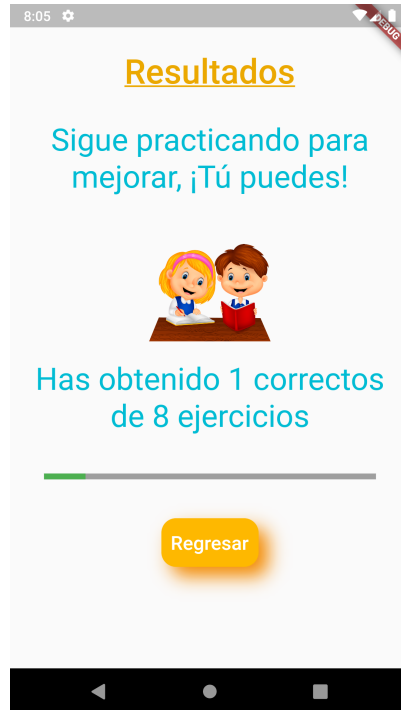 8:05
DEBUG
Resultados
Sigue practicando para
mejorar, ¡Tú puedes!
Has obtenido 1 correctos
de 8 ejercicios
Regresar